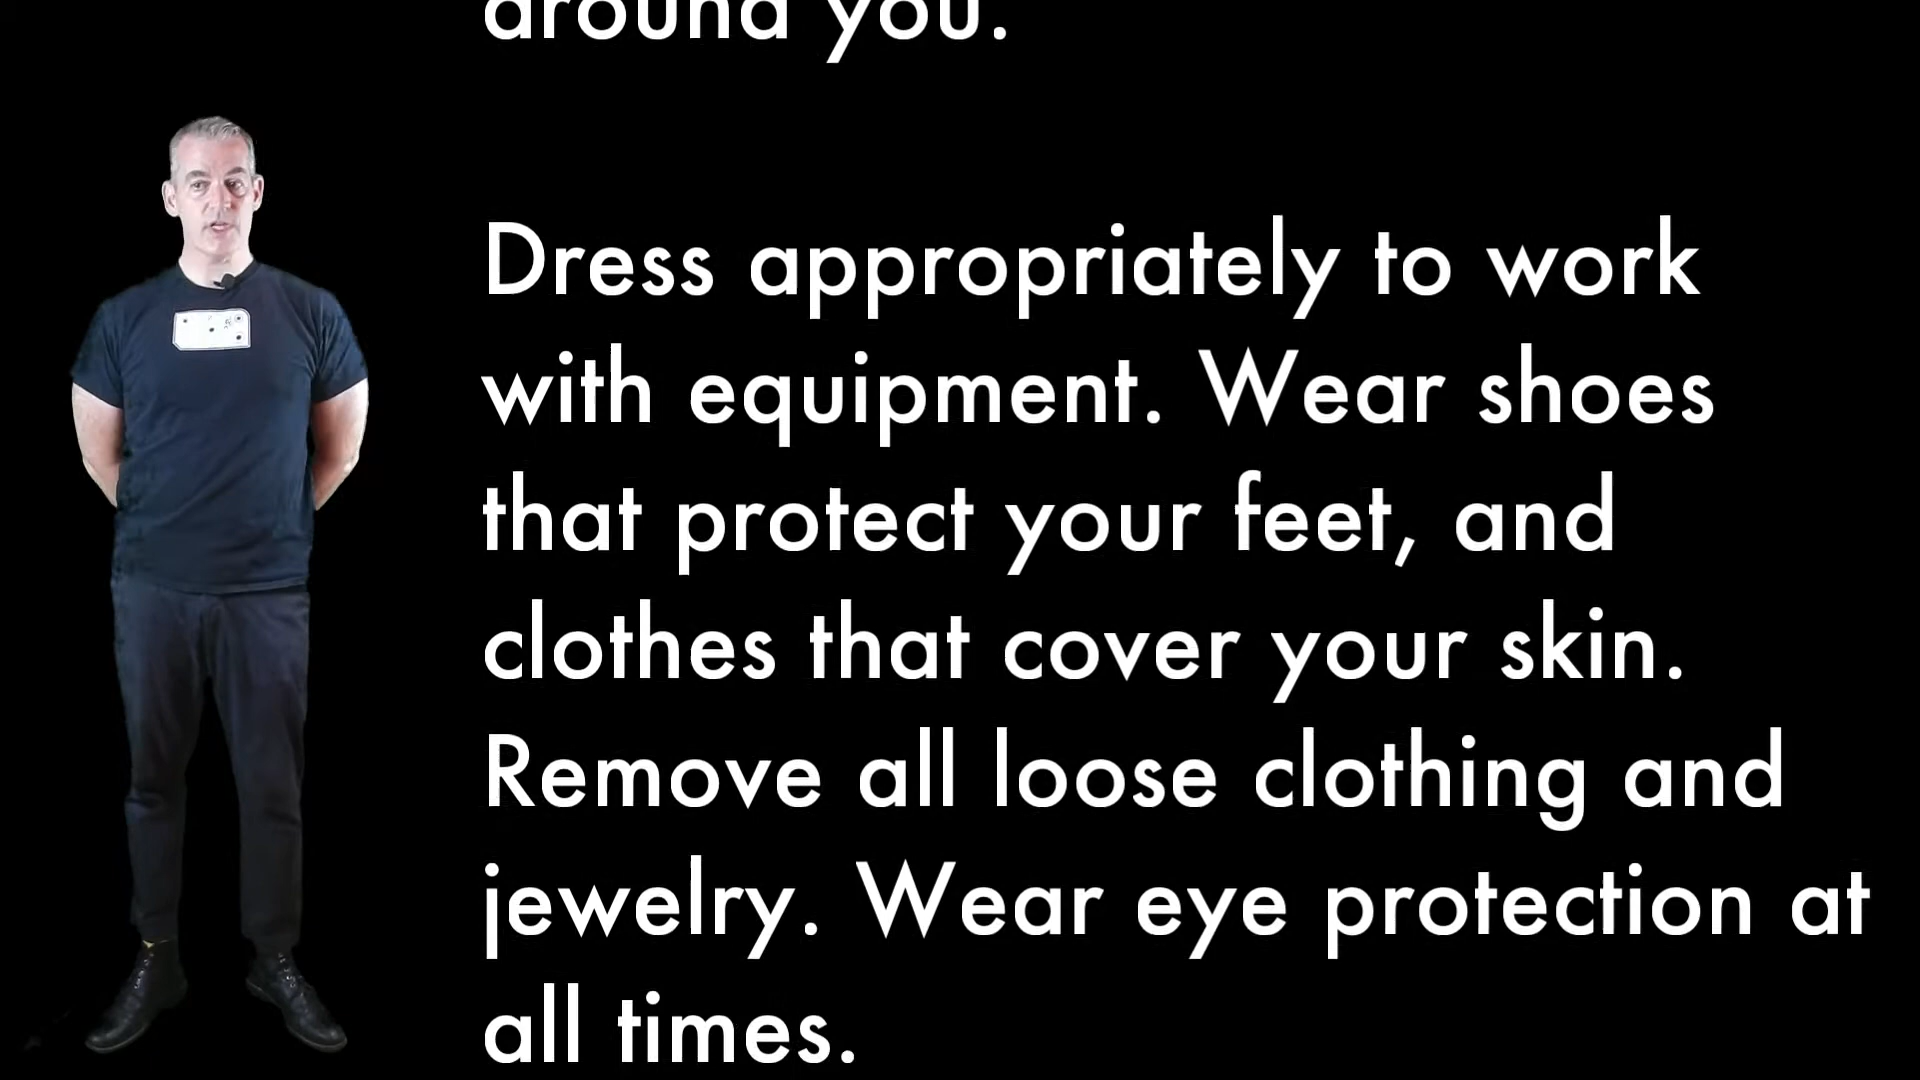 around you.
Dress appropriately to work
with equipment. Wear shoes
that protect your feet, and
clothes that cover your skin.
Remove all loose clothing and
jewelry. Wear eye protection at
all times.